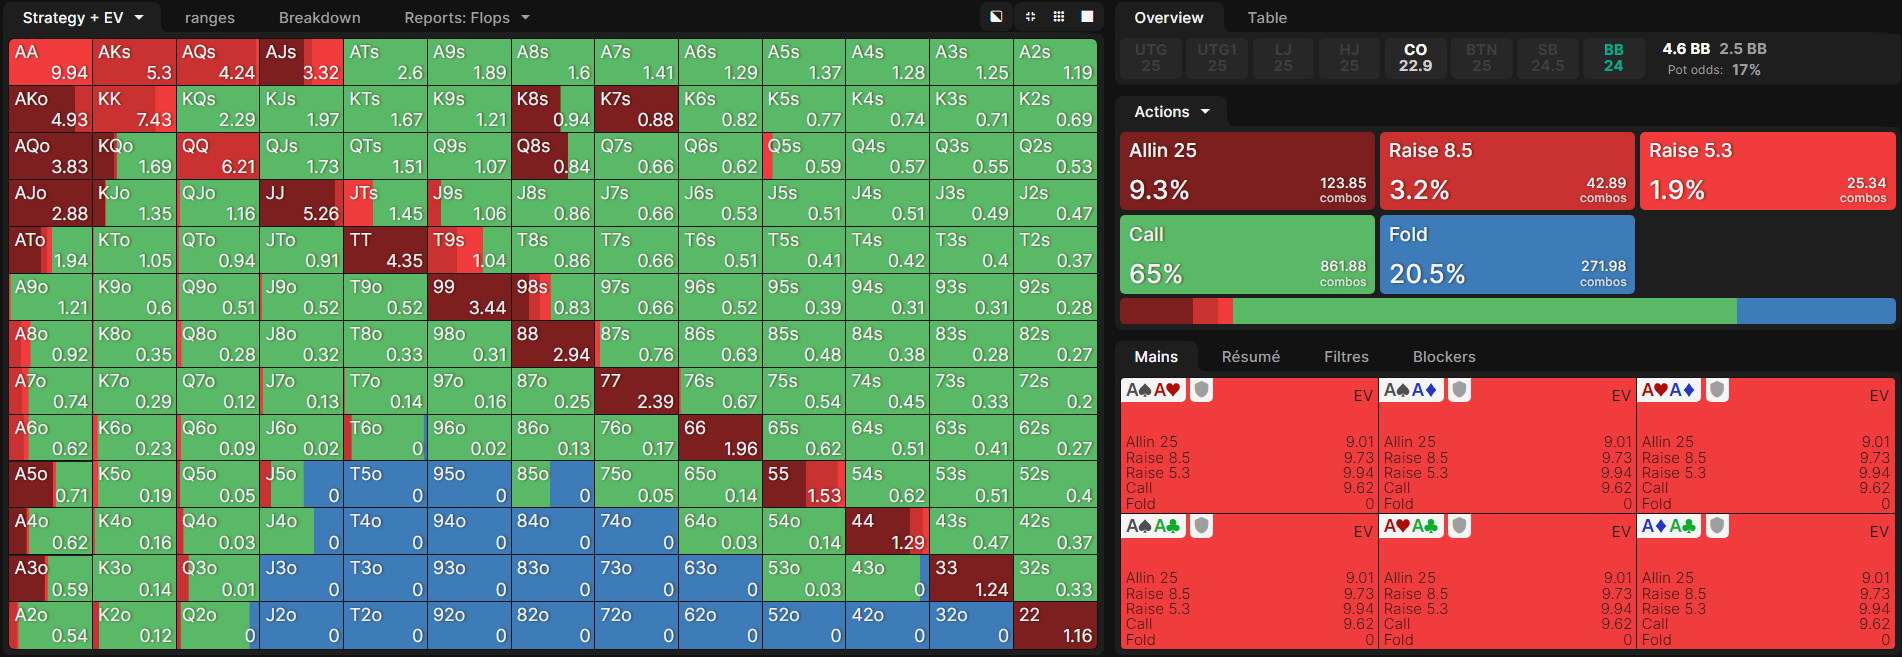 Strategy + EV ranges Breakdown Reports: Flops
AA AKs AQs AJs ATs A9s A8s A7s A6s A5s A4s A3s A2s
9.94 5.3 4.24 3.32 2.6 1.89 1.6 1.41 1.29 1.37 1.28 1.25 1.19
AKo KK KQs KJs KTs K9s K8s K7s K6s K5s K4s K3s K2s
4.93 7.43 2.29 1.97 1.67 1.21 0.94 0.88 0.82 0.77 0.74 0.71 0.69
AQo KQo QQ QJs QTs Q9s Q8s Q7s Q6s Q5s Q4s Q3s Q2s
3.83 1.69 6.21 1.73 1.51 1.07 0.84 0.66 0.62 0.59 0.57 0.55 0.53
AJo KJo QJo JJ JTs J9s J8s J7s J6s J5s J4s J3s J2s
2.88 1.35 1.16 5.26 1.45 1.06 0.86 0.66 0.53 0.51 0.51 0.49 0.47
ATo KTo QTo JTo TT T9s T8s T7s T6s T5s T4s T3s T2s
1.94 1.05 0.94 0.91 4.35 1.04 0.86 0.66 0.51 0.41 0.42 0.4 0.37
A9o K9o Q9o J9o T9o 99 98s 97s 96s 95s 94s 93s 92s
1.21 0.6 0.51 0.52 0.52 3.44 0.83 0.66 0.52 0.39 0.31 0.31 0.28
A8o K8o Q8o J8o T8o 98o 88 87s 86s 85s 84s 83s 82s
0.92 0.35 0.28 0.32 0.33 0.31 2.94 0.76 0.63 0.48 0.38 0.28 0.27
A7o K7o Q7o J7o T7o 97o 87o 77 76s 75s 74s 73s 72s
0.74 0.29 0.12 0.13 0.14 0.16 0.25 2.39 0.67 0.54 0.45 0.33 0.2
A6o K6o Q6o J6o T6o 96o 86o 76o 66 65s 64s 63s 62s
0.62 0.23 0.09 0.02 0 0.02 0.13 0.17 1.96 0.62 0.51 0.41 0.27
A5o K5o Q5o J5o T5o 95o 85o 75o 65o 55 54s 53s 52s
0.71 0.19 0.05 0 0 0 0 0.05 0.14 1.53 0.62 0.51 0.4
A4o K4o Q4o J4o T4o 94o 84o 74o 64o 54o 44 43s 42s
0.62 0.16 0.03 0 0 0 0 0 0.03 0.14 1.29 0.47 0.37
A3o K3o Q3o J3o T3o 93o 83o 73o 63o 53o 43o 33 32s
0.59 0.14 0.01 0 0 0 0 0 0 0.03 0 1.24 0.33
A2o K2o Q2o J2o T2o 92o 82o 72o 62o 52o 42o 32o 22
0.54 0.12 0 0 0 0 0 0 0 0 0 0 1.16
Overview Table
UTG UTG1 LJ HJ CO BTN SB BB 4.6 BB 2.5 BB
25 25 25 25 22.9 25 24.5 24 Pot odds: 17%
Actions
Allin 25 Raise 8.5 Raise 5.3
9.3% 123.85 combos 3.2% 42.89 combos 1.9% 25.34 combos
Call Fold
65% 861.88 combos 20.5% 271.98 combos
Mains Résumé Filtres Blockers
A♠A♥ EV A♠A♦ EV A♥A♦ EV
Allin 25 9.01 Allin 25 9.01 Allin 25 9.01
Raise 8.5 9.73 Raise 8.5 9.73 Raise 8.5 9.73
Raise 5.3 9.94 Raise 5.3 9.94 Raise 5.3 9.94
Call 9.62 Call 9.62 Call 9.62
Fold 0 Fold 0 Fold 0
A♠A♣ EV A♥A♣ EV A♦A♣ EV
Allin 25 9.01 Allin 25 9.01 Allin 25 9.01
Raise 8.5 9.73 Raise 8.5 9.73 Raise 8.5 9.73
Raise 5.3 9.94 Raise 5.3 9.94 Raise 5.3 9.94
Call 9.62 Call 9.62 Call 9.62
Fold 0 Fold 0 Fold 0